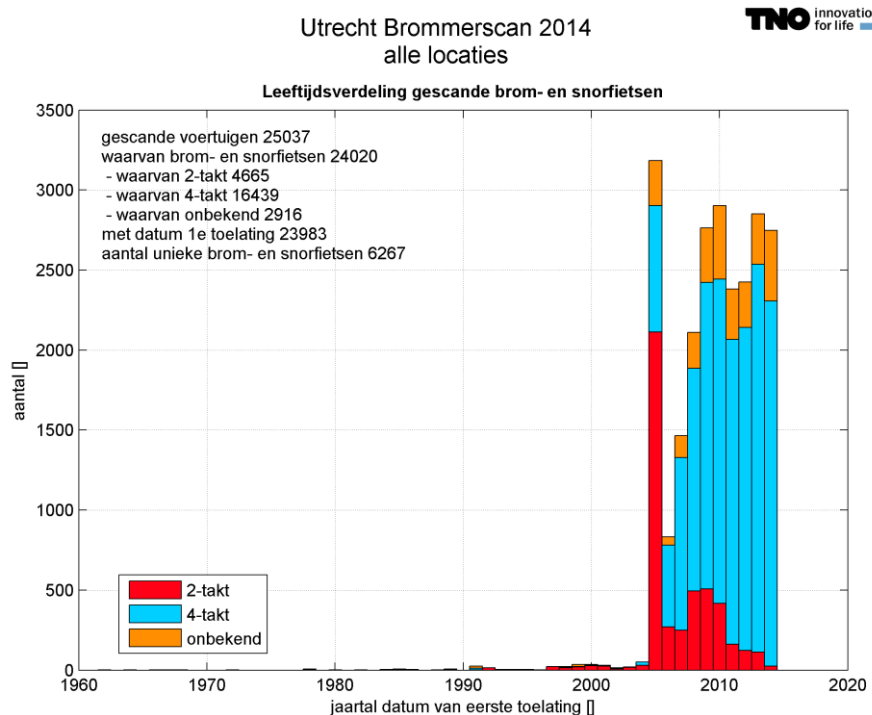 Utrecht Brommerscan 2014
alle locaties
TNO innovatio
for life
Leeftijdsverdeling gescande brom- en snorfietsen
3500
3000
2500
2000
1500
1000
500
0
aantal []
gescande voertuigen 25037
waarvan brom- en snorfietsen 24020
- waarvan 2-takt 4665
- waarvan 4-takt 16439
- waarvan onbekend 2916
met datum 1e toelating 23983
aantal unieke brom- en snorfietsen 6267
2-takt
4-takt
onbekend
1960 1970 1980 1990 2000 2010 2020
jaartal datum van eerste toelating []